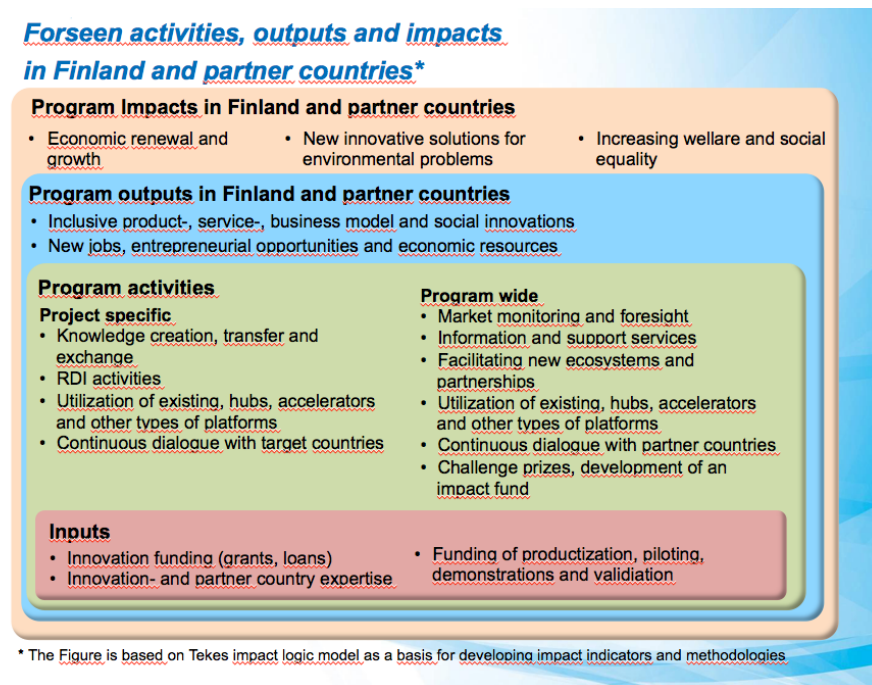 Forseen activities, outputs and impacts
in Finland and partner countries*
Program Impacts in Finland and partner countries
• Economic renewal and
growth
• New innovative solutions for
environmental problems
• Increasing wellare and social
equality
Program outputs in Finland and partner countries
• Inclusive product-, service-, business model and social innovations
• New jobs, entrepreneurial opportunities and economic resources
Program activities
Project specific
• Knowledge creation, transfer and
exchange
• RDI activities
• Utilization of existing, hubs, accelerators
and other types of platforms
• Continuous dialogue with target countries
Program wide
• Market monitoring and foresight
• Information and support services
• Facilitating new ecosystems and
partnerships
• Utilization of existing, hubs, accelerators
and other types of platforms
• Continuous dialogue with partner countries
• Challenge prizes, development of an
impact fund
Inputs
• Innovation funding (grants, loans)
• Innovation- and partner country expertise
• Funding of productization, piloting,
demonstrations and validiation
* The Figure is based on Tekes impact logic model as a basis for developing impact indicators and methodologies